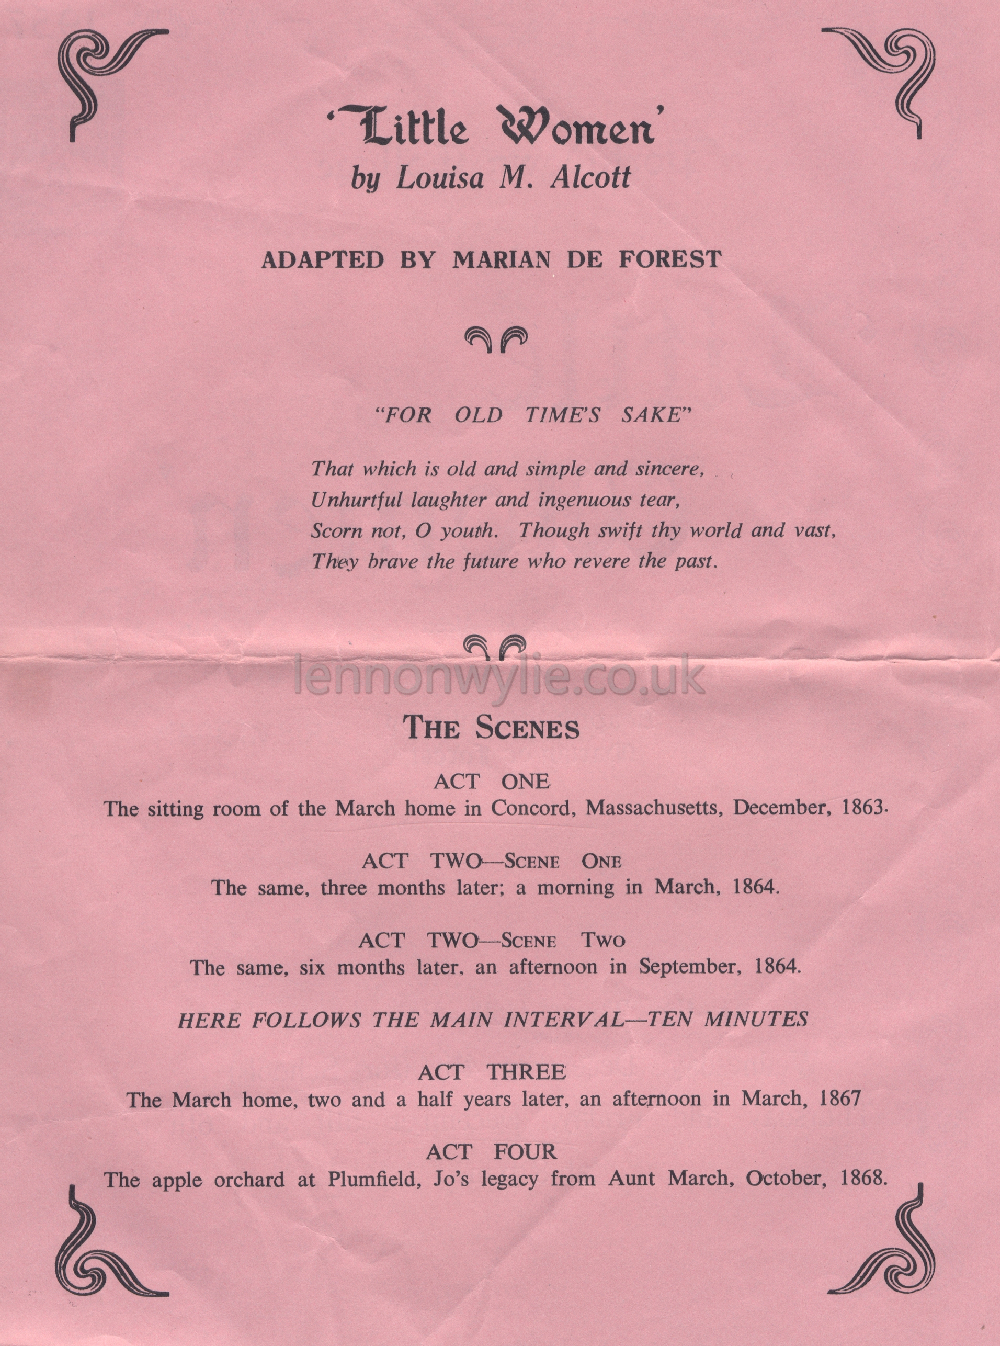 ‘Little Women’
by Louisa M. Alcott
ADAPTED BY MARIAN DE FOREST
“FOR OLD TIME’S SAKE”
That which is old and simple and sincere,
Unhurtful laughter and ingenuous tear,
Scorn not, O youth. Though swift thy world and vast,
They brave the future who revere the past.
lennonwylie.co.uk
THE SCENES
ACT ONE
The sitting room of the March home in Concord, Massachusetts, December, 1863.
ACT TWO—SCENE ONE
The same, three months later; a morning in March, 1864.
ACT TWO—SCENE TWO
The same, six months later, an afternoon in September, 1864.
HERE FOLLOWS THE MAIN INTERVAL—TEN MINUTES
ACT THREE
The March home, two and a half years later, an afternoon in March, 1867
ACT FOUR
The apple orchard at Plumfield, Jo’s legacy from Aunt March, October, 1868.